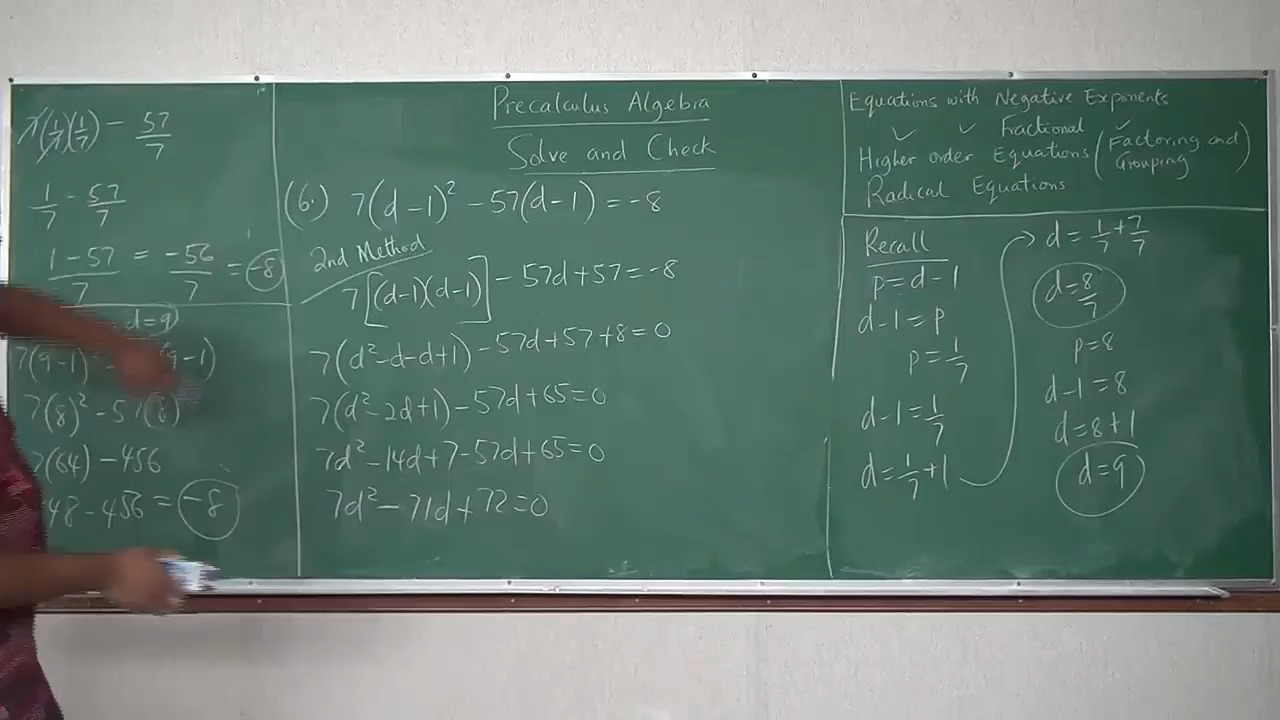 7(1/7)(1/7) - 57/7
1/7 - 57/7
1-57/7 = -56/7 = -8
d=9
7(9-1) 9-1)
7(8)² - 57(8)
7(64) - 456
48 - 456 = -8
Precalculus Algebra
Solve and Check
(6.) 7(d-1)² - 57(d-1) = -8
2nd Method
7[(d-1)(d-1)] - 57d+57 = -8
7(d²-d-d+1) - 57d+57+8=0
7(d²-2d+1) - 57d+65=0
7d²-14d+7-57d+65=0
7d²-71d+72=0
Equations with Negative Exponents
✓ ✓ Fractional ✓
Higher order Equations (Factoring and
Grouping)
Radical Equations
Recall
p=d-1
d-1=p
p=1/7
d-1=1/7
d=1/7+1
d=1/7+7/7
d=8/7
p=8
d-1=8
d=8+1
d=9